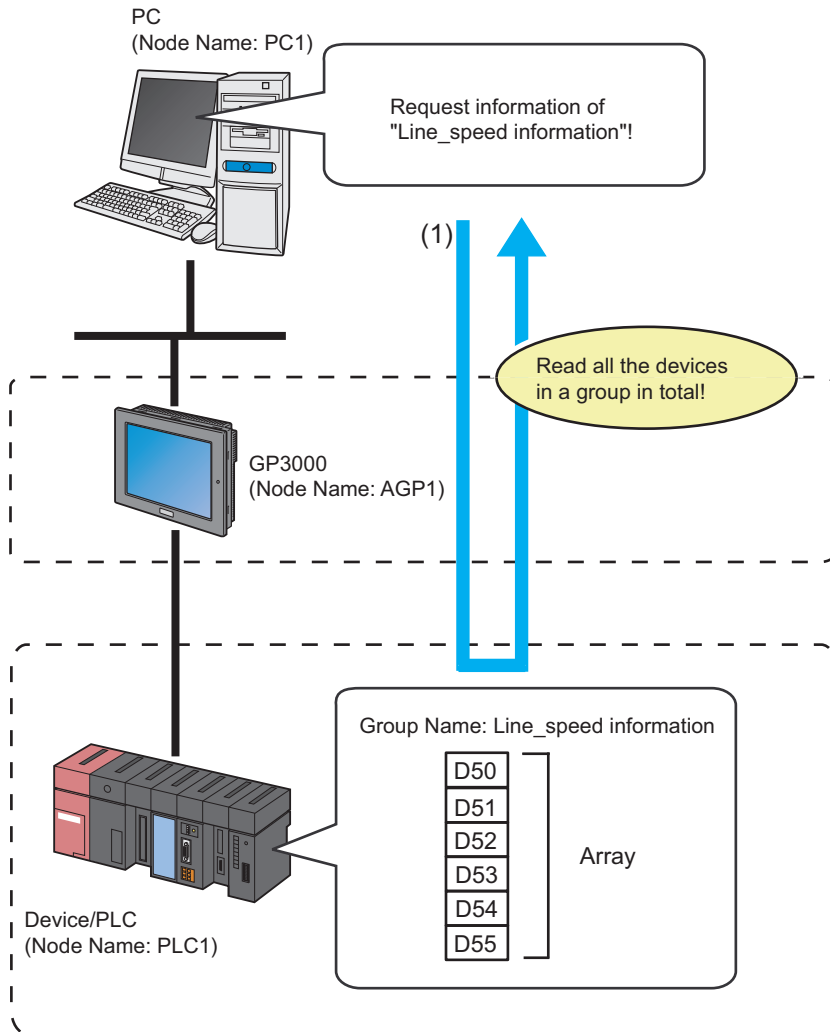 PC
(Node Name: PC1)
Request information of
"Line_speed information"!
(1)
Read all the devices
in a group in total!
GP3000
(Node Name: AGP1)
Group Name: Line_speed information
D50
D51
D52
D53
D54
D55
Array
Device/PLC
(Node Name: PLC1)